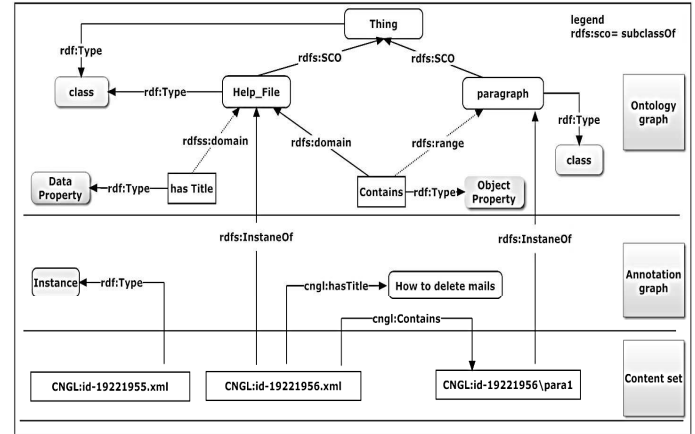 Thing
legend
rdfs:sco= subclassOf
rdf:Type
rdfs:SCO
rdfs:SCO
class
rdf:Type
Help_File
paragraph
Ontology
graph
rdf:Type
rdfss:domain
rdfs:domain
rdfs:range
class
Data
Property
rdf:Type
has Title
Contains
rdf:Type
Object
Property
rdfs:InstaneOf
rdfs:InstaneOf
Instance
rdf:Type
cngl:hasTitle
How to delete mails
Annotation
graph
cngl:Contains
CNGL:id-19221955.xml
CNGL:id-19221956.xml
CNGL:id-19221956\para1
Content set